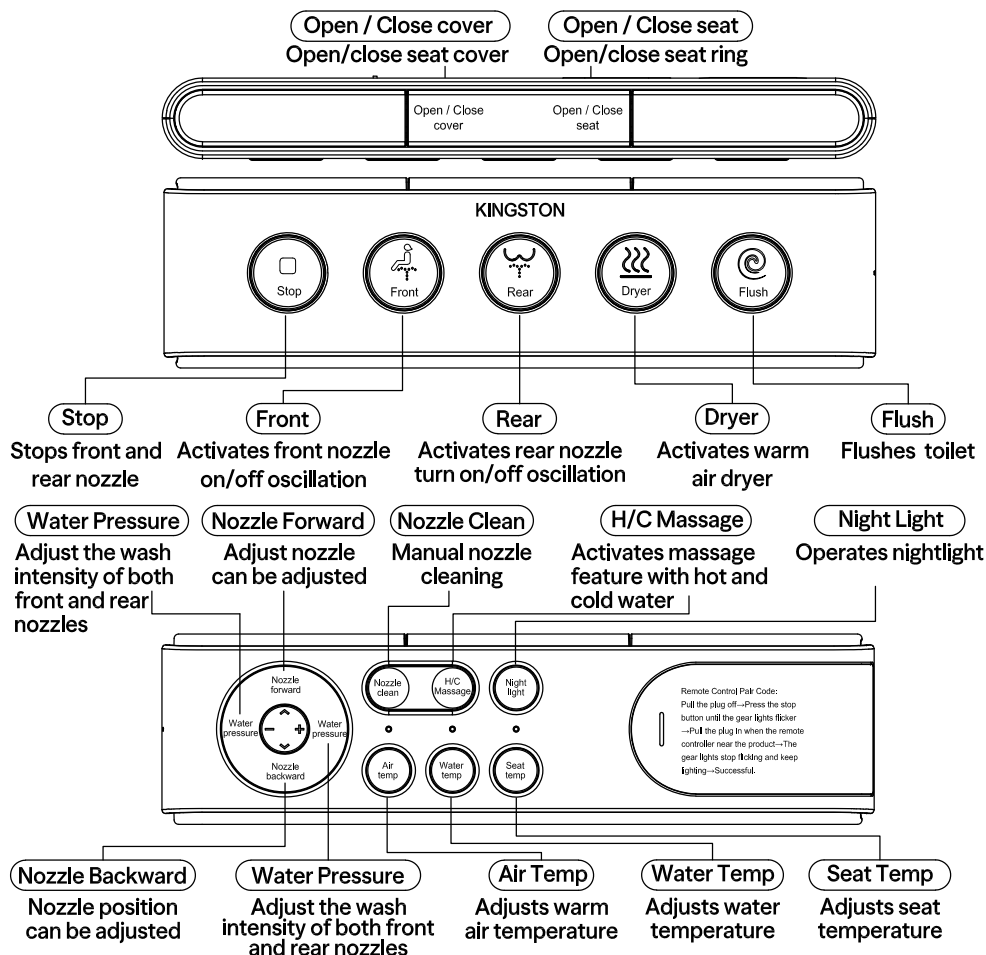 Open / Close cover
Open/close seat cover
Open / Close seat
Open/close seat ring
Open / Close
cover
Open / Close
seat
KINGSTON
Stop
Front
Rear
Dryer
Flush
Stop
Stops front and
rear nozzle
Front
Activates front nozzle
on/off oscillation
Rear
Activates rear nozzle
turn on/off oscillation
Dryer
Activates warm
air dryer
Flush
Flushes toilet
Water Pressure
Adjust the wash
intensity of both
front and rear
nozzles
Nozzle Forward
Adjust nozzle
can be adjusted
Nozzle Clean
Manual nozzle
cleaning
H/C Massage
Activates massage
feature with hot and
cold water
Night Light
Operates nightlight
Nozzle
forward
Water
pressure
Water
pressure
Nozzle
backward
Nozzle
clean
H/C
Massage
Night
light
Air
temp
Water
temp
Seat
temp
Remote Control Pair Code:
Pull the plug off→Press the stop
button until the gear lights flicker
→Pull the plug in when the remote
controller near the product→The
gear lights stop flicking and keep
lighting→Successful.
Nozzle Backward
Nozzle position
can be adjusted
Water Pressure
Adjust the wash
intensity of both front
and rear nozzles
Air Temp
Adjusts warm
air temperature
Water Temp
Adjusts water
temperature
Seat Temp
Adjusts seat
temperature